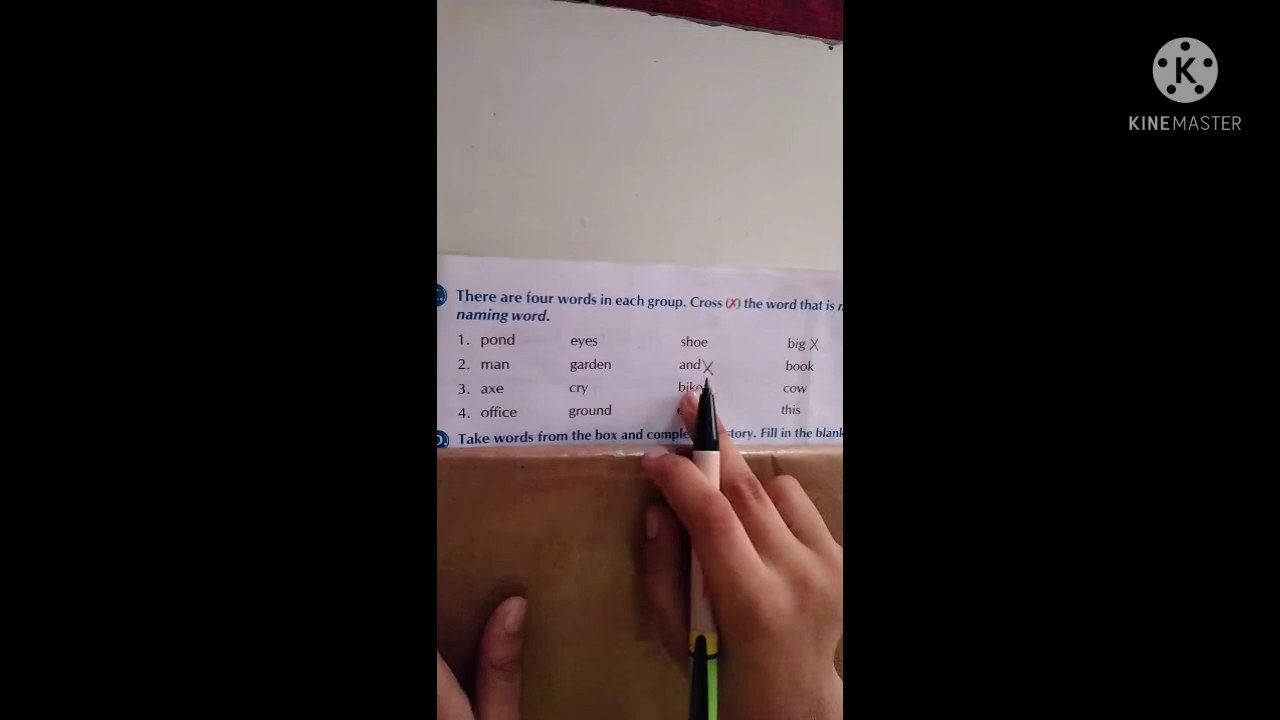 KINEMASTER
There are four words in each group. Cross (X) the word that is
naming word.
1. pond eyes shoe big X
2. man garden and X book
3. axe cry bike cow
4. office ground this
Take words from the box and story. Fill in the